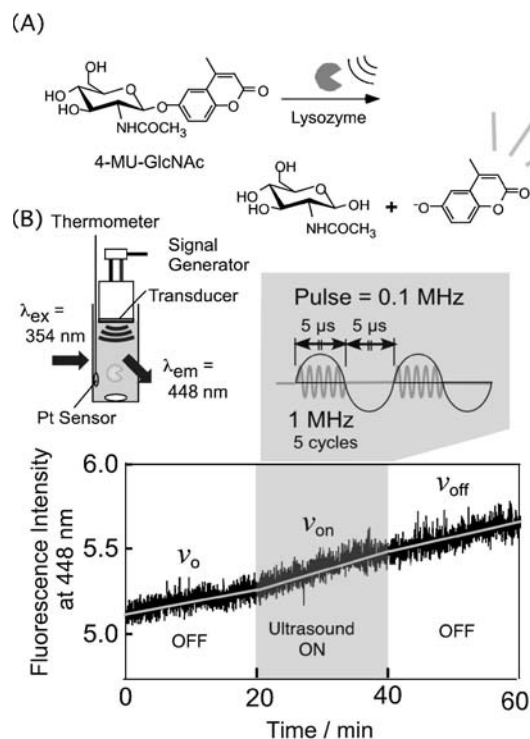 (A)
OH
HO
HO
O
O
NHCOCH3
O
O
4-MU-GlcNAc
Lysozyme
OH
HO
HO
O
OH
NHCOCH3
+
-O
O
O
(B)
Thermometer
Signal
Generator
Transducer
λex =
354 nm
λem =
448 nm
Pt Sensor
Pulse = 0.1 MHz
5 μs
5 μs
1 MHz
5 cycles
Fluorescence Intensity
at 448 nm
6.0
5.5
5.0
vo
von
voff
OFF
Ultrasound
ON
OFF
0
20
40
60
Time / min